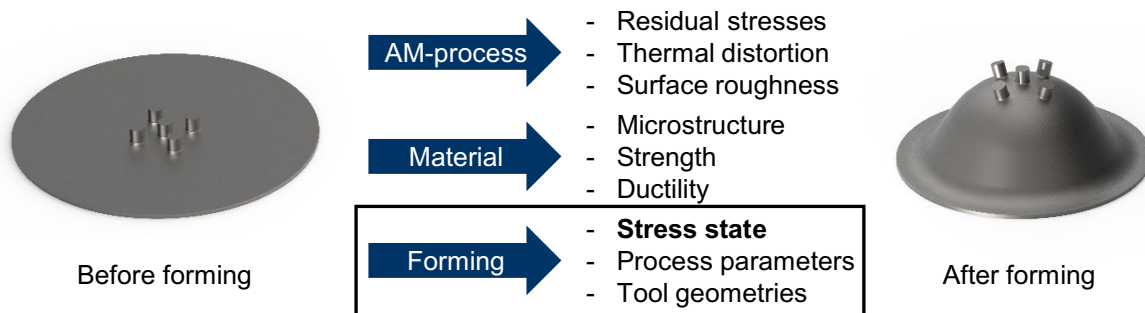 AM-process
- Residual stresses
- Thermal distortion
- Surface roughness
Material
- Microstructure
- Strength
- Ductility
Forming
- Stress state
- Process parameters
- Tool geometries
Before forming
After forming